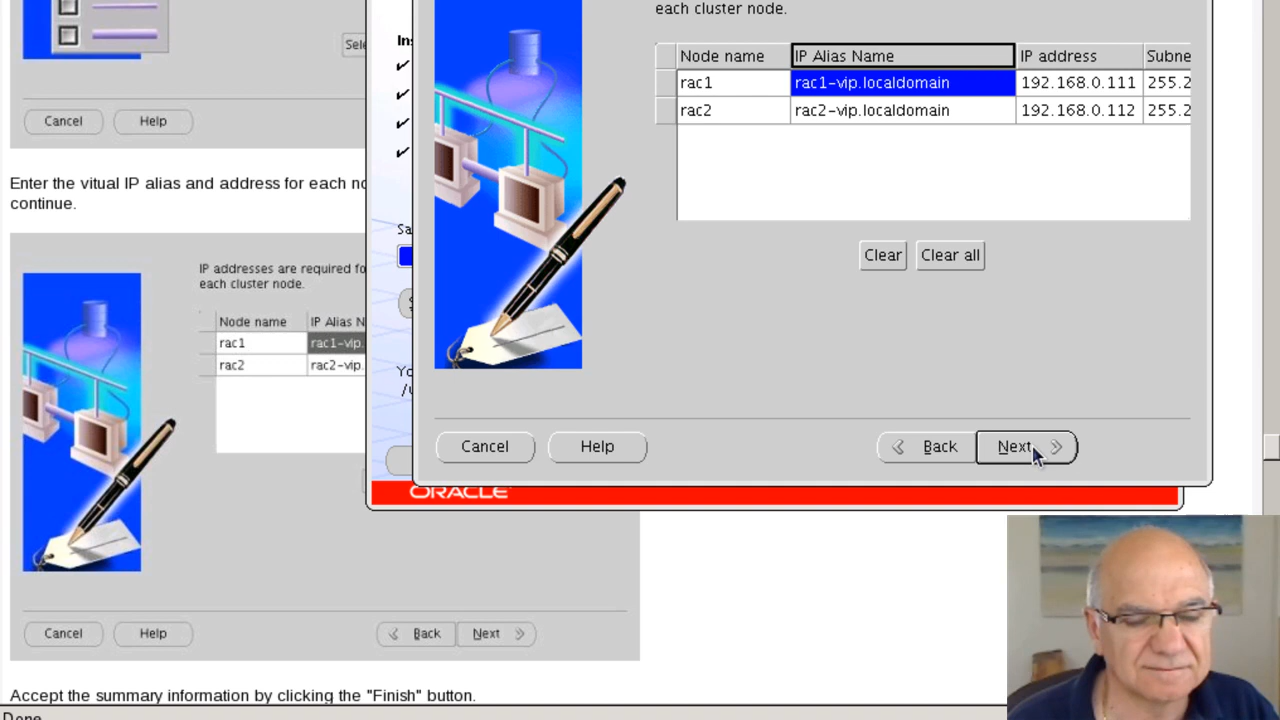 Sele
Cancel
Help
Enter the vitual IP alias and address for each no
continue.
IP addresses are required fo
each cluster node.
Node name
IP Alias N
rac1
rac1-vip.
rac2
rac2-vip.
Cancel
Help
Back
Next
Accept the summary information by clicking the "Finish" button.
Done
Ins
Sa
Yo
/u
each cluster node.
Node name
IP Alias Name
IP address
Subne
rac1
rac1-vip.localdomain
192.168.0.111
255.2
rac2
rac2-vip.localdomain
192.168.0.112
255.2
Clear
Clear all
Cancel
Help
Back
Next
ORACLE